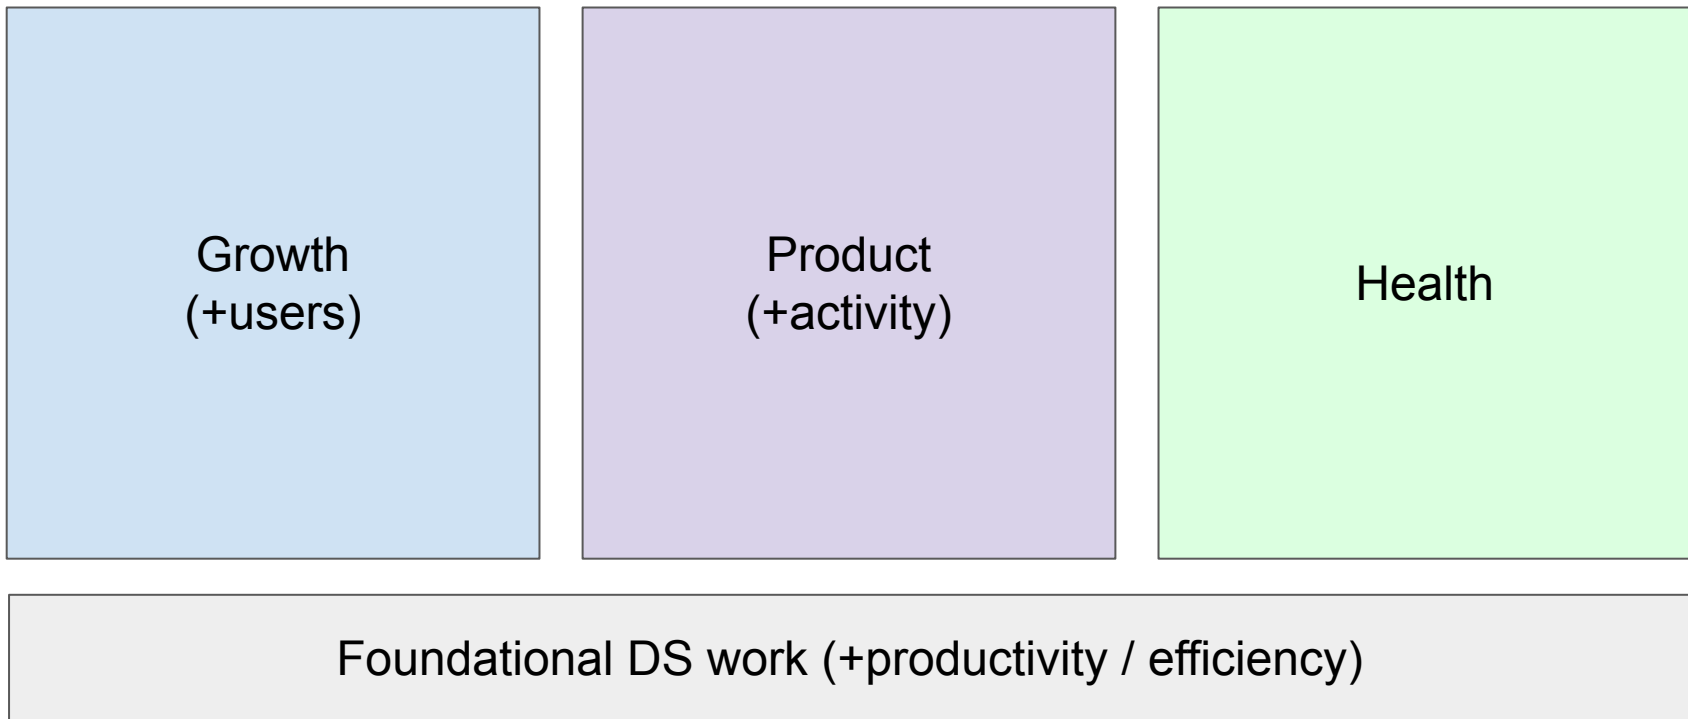 Growth
(+users)
Product
(+activity)
Health
Foundational DS work (+productivity / efficiency)